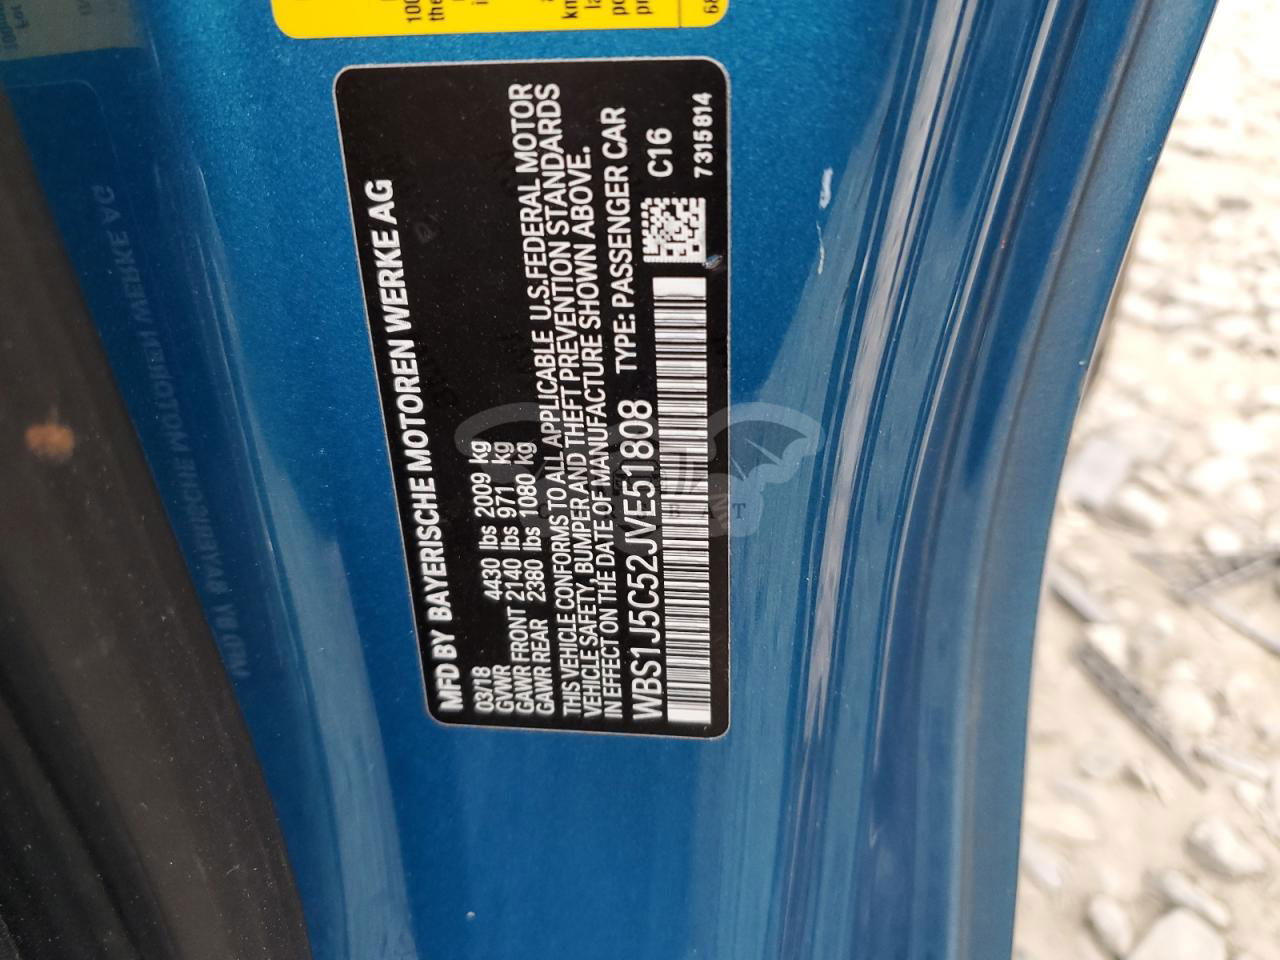 MFD BY BAYERISCHE MOTOREN WERKE AG
03/18
GVWR 4430 lbs 2009 kg
GAWR FRONT 2140 lbs 971 kg
GAWR REAR 2380 lbs 1080 kg
THIS VEHICLE CONFORMS TO ALL APPLICABLE U.S.FEDERAL MOTOR
VEHICLE SAFETY, BUMPER AND THEFT PREVENTION STANDARDS
IN EFFECT ON THE DATE OF MANUFACTURE SHOWN ABOVE.
WBS1J5C52JVE51808 TYPE: PASSENGER CAR
C16
7315814